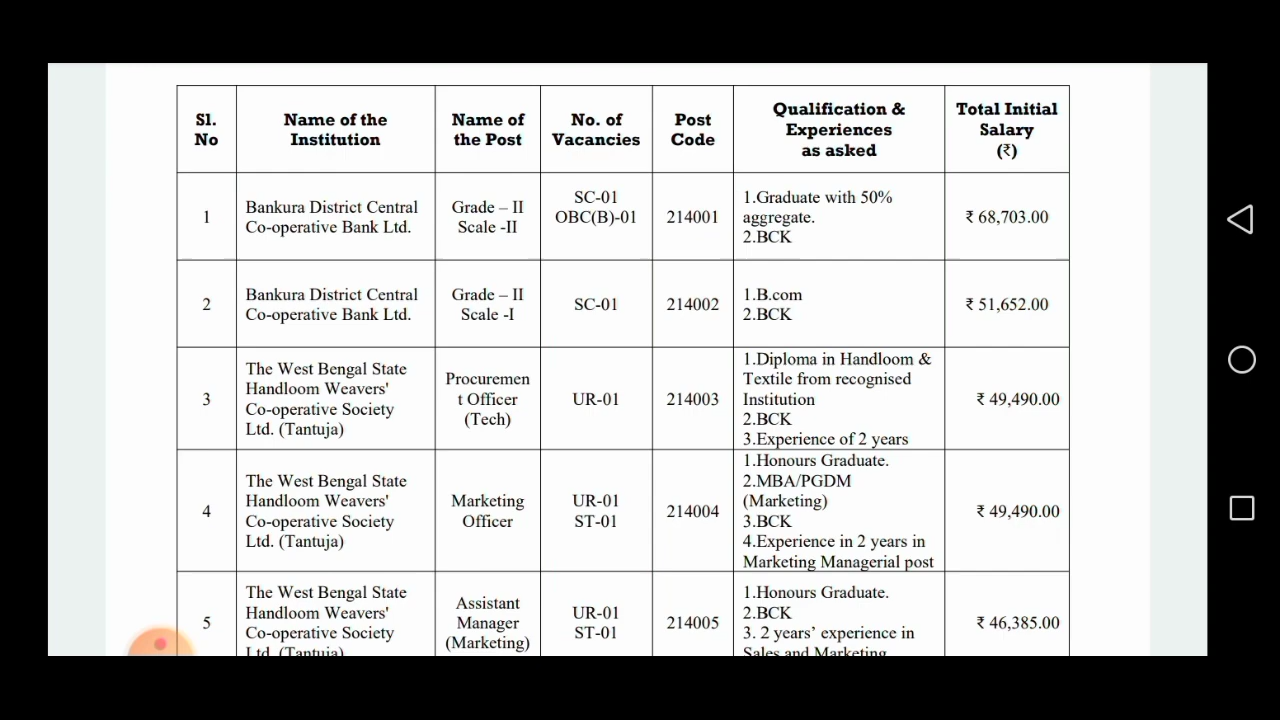 Sl.
No
Name of the
Institution
Name of
the Post
No. of
Vacancies
Post
Code
Qualification &
Experiences
as asked
Total Initial
Salary
(₹)
1
Bankura District Central
Co-operative Bank Ltd.
Grade – II
Scale -II
SC-01
OBC(B)-01
214001
1.Graduate with 50%
aggregate.
2.BCK
₹ 68,703.00
2
Bankura District Central
Co-operative Bank Ltd.
Grade – II
Scale -I
SC-01
214002
1.B.com
2.BCK
₹ 51,652.00
3
The West Bengal State
Handloom Weavers'
Co-operative Society
Ltd. (Tantuja)
Procuremen
t Officer
(Tech)
UR-01
214003
1.Diploma in Handloom &
Textile from recognised
Institution
2.BCK
3.Experience of 2 years
₹ 49,490.00
4
The West Bengal State
Handloom Weavers'
Co-operative Society
Ltd. (Tantuja)
Marketing
Officer
UR-01
ST-01
214004
1.Honours Graduate.
2.MBA/PGDM
(Marketing)
3.BCK
4.Experience in 2 years in
Marketing Managerial post
₹ 49,490.00
5
The West Bengal State
Handloom Weavers'
Co-operative Society
Ltd. (Tantuja)
Assistant
Manager
(Marketing)
UR-01
ST-01
214005
1.Honours Graduate.
2.BCK
3. 2 years’ experience in
Sales and Marketing
₹ 46,385.00